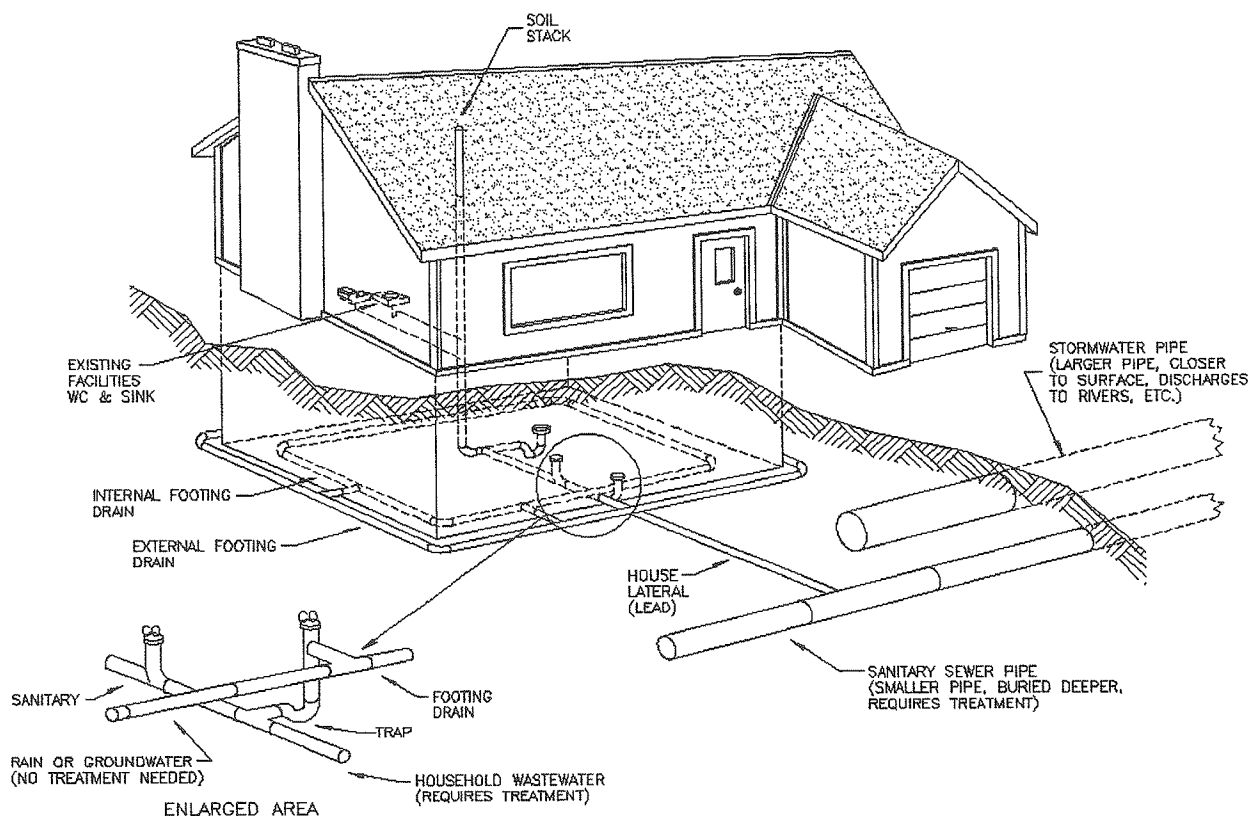 SOIL
STACK
EXISTING
FACILITIES
WC & SINK
STORMWATER PIPE
(LARGER PIPE, CLOSER
TO SURFACE, DISCHARGES
TO RIVERS, ETC.)
INTERNAL FOOTING
DRAIN
EXTERNAL FOOTING
DRAIN
HOUSE
LATERAL
(LEAD)
SANITARY SEWER PIPE
(SMALLER PIPE, BURIED DEEPER,
REQUIRES TREATMENT)
SANITARY
FOOTING
DRAIN
TRAP
RAIN OR GROUNDWATER
(NO TREATMENT NEEDED)
HOUSEHOLD WASTEWATER
(REQUIRES TREATMENT)
ENLARGED AREA